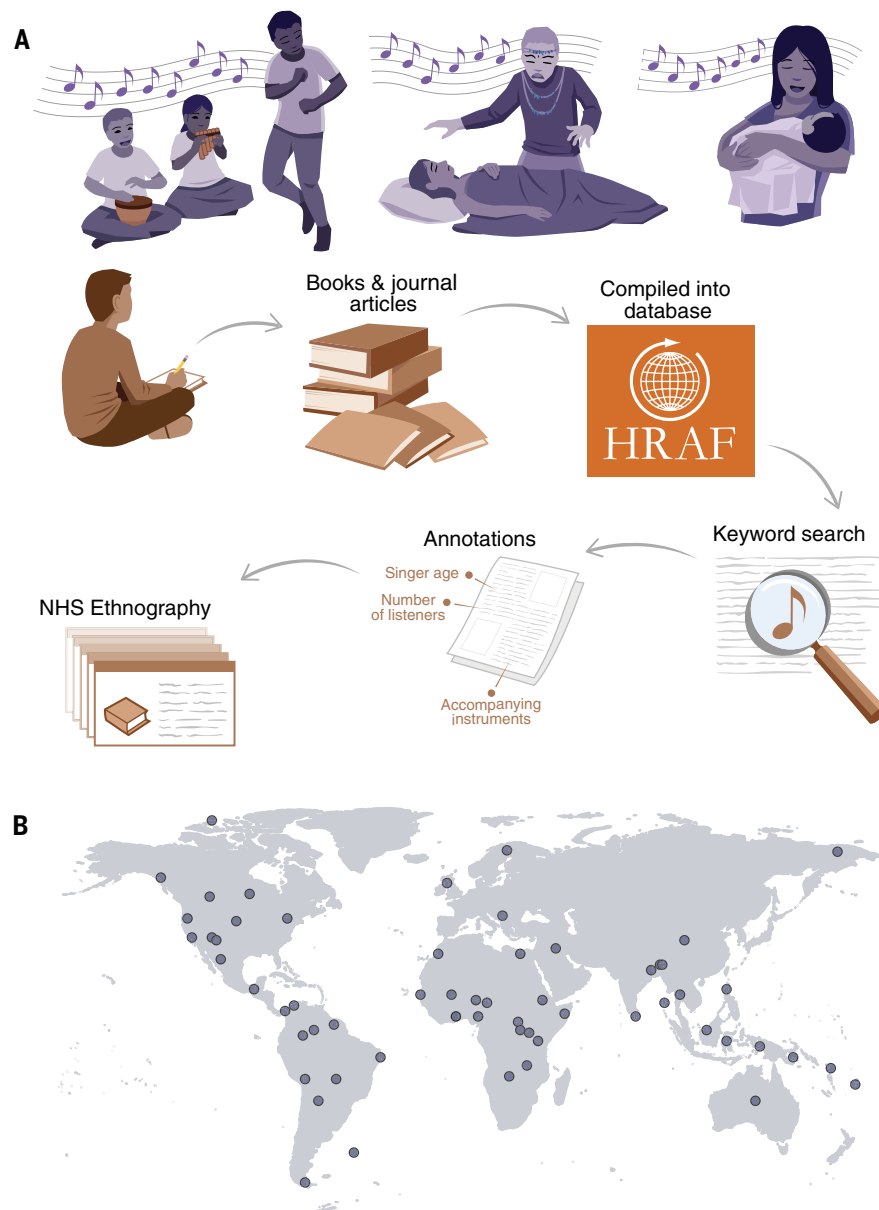 A
Books & journal
articles
Compiled into
database
HRAF
Keyword search
Annotations
Singer age
Number
of listeners
Accompanying
instruments
NHS Ethnography
B